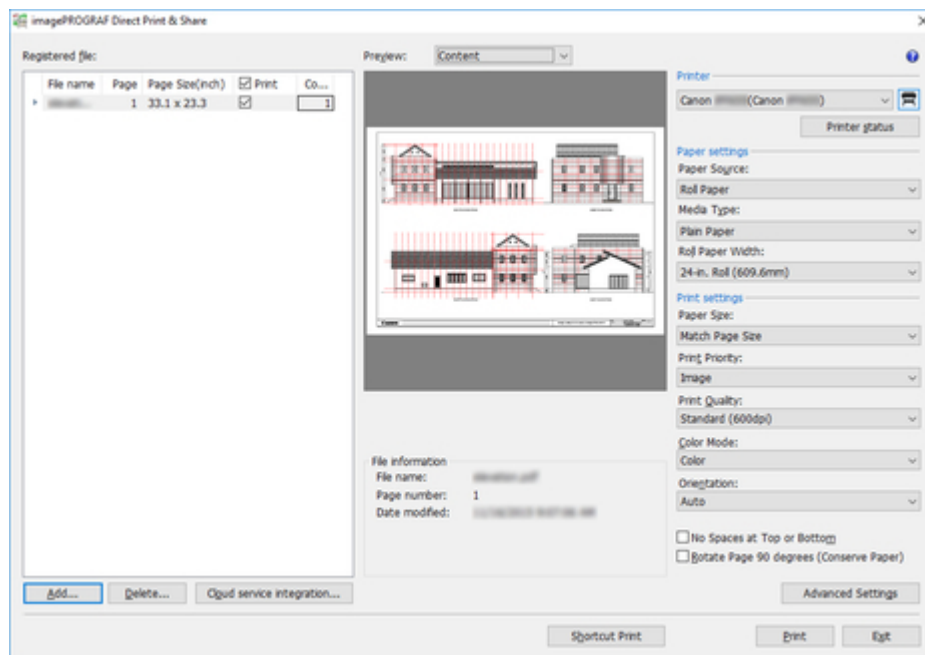 imagePROGRAF Direct Print & Share
Registered file:
File name Page Page Size(inch) Print Co...
1 33.1 x 23.3 1
Preview: Content
Printer
Canon (Canon )
Printer status
Paper settings
Paper Source:
Roll Paper
Media Type:
Plain Paper
Roll Paper Width:
24-in. Roll (609.6mm)
Print settings
Paper Size:
Match Page Size
Print Priority:
Image
Print Quality:
Standard (600dpi)
Color Mode:
Color
Orientation:
Auto
No Spaces at Top or Bottom
Rotate Page 90 degrees (Conserve Paper)
Canon
File information
File name:
Page number: 1
Date modified:
Add... Delete... Cloud service integration... Advanced Settings
Shortcut Print Print Exit